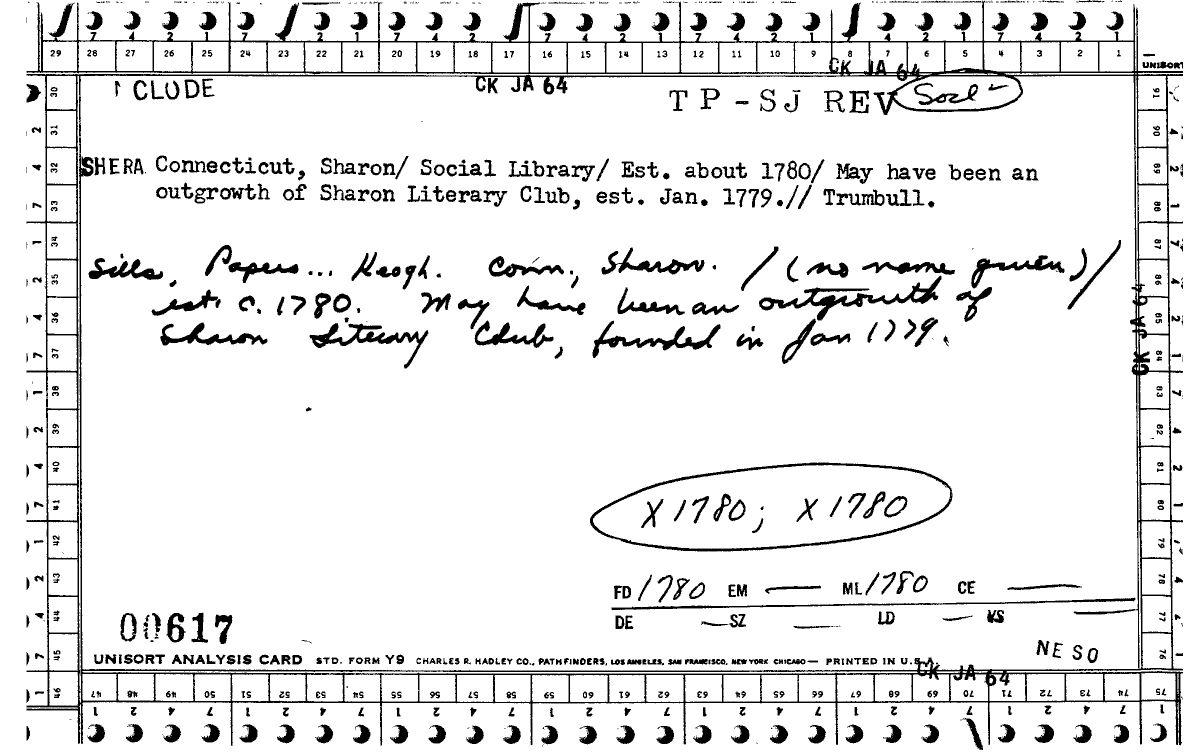 7 4 2 1 7 4 2 1 7 4 2 1 7 4 2 1 7 4 2 1 7 4 2 1 7 4 2 1
29 28 27 26 25 24 23 22 21 20 19 18 17 16 15 14 13 12 11 10 9 8 7 6 5 4 3 2 1
UNISORT
CK JA 64
CLUDE
CK JA 64
TP-SJ REV Socl-
SHERA Connecticut, Sharon/ Social Library/ Est. about 1780/ May have been an
outgrowth of Sharon Literary Club, est. Jan. 1779.// Trumbull.
Sills, Papers... Keogh. Conn., Sharon. / (no name given) /
est. c. 1780. May have been an outgrowth of
Sharon Literary Club, founded in Jan 1779.
CK JA 64
X 1780; X 1780
FD 1780 EM — ML 1780 CE —
DE — SZ — LD — VS —
00617
NESO
UNISORT ANALYSIS CARD STD. FORM Y9 CHARLES R. HADLEY CO., PATHFINDERS, LOS ANGELES, SAN FRANCISCO, NEW YORK CHICAGO — PRINTED IN U.S.A.
CK JA 64
30 31 32 33 34 35 36 37 38 39 40 41 42 43 44 45 46
91 90 89 88 87 86 85 84 83 82 81 80 79 78 77 76 75
47 48 49 50 51 52 53 54 55 56 57 58 59 60 61 62 63 64 65 66 67 68 69 70 71 72 73 74
1 2 4 7 1 2 4 7 1 2 4 7 1 2 4 7 1 2 4 7 1 2 4 7 1 2 4 7 1